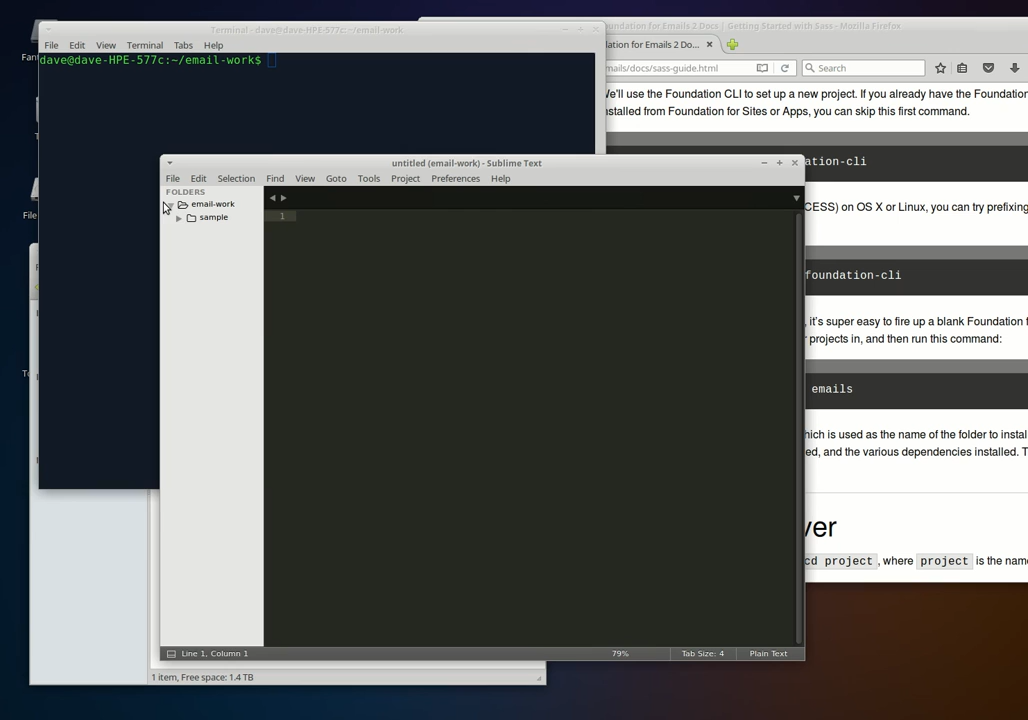 Terminal - dave@dave-HPE-577c: ~/email-work
File Edit View Terminal Tabs Help
dave@dave-HPE-577c:~/email-work$
undation for Emails 2 Docs | Getting Started with Sass - Mozilla Firefox
ation for Emails 2 Do...
mails/docs/sass-guide.html
Search
We'll use the Foundation CLI to set up a new project. If you already have the Foundation
nstalled from Foundation for Sites or Apps, you can skip this first command.
ation-cli
CESS) on OS X or Linux, you can try prefixing
foundation-cli
, it's super easy to fire up a blank Foundation f
projects in, and then run this command:
emails
hich is used as the name of the folder to instal
ed, and the various dependencies installed. T
ver
cd project , where project is the name
untitled (email-work) - Sublime Text
File Edit Selection Find View Goto Tools Project Preferences Help
FOLDERS
email-work
sample
1
Line 1, Column 1
79%
Tab Size: 4
Plain Text
1 item, Free space: 1.4 TB
Fan
File